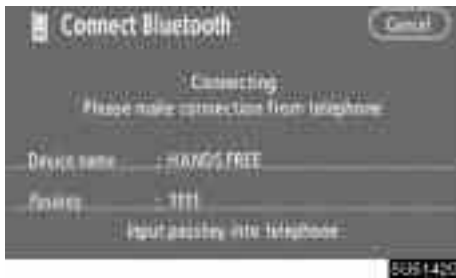 Connect Bluetooth
Cancel
Connecting
Please make connection from telephone
Device name : HANDS FREE
Passkey : 1111
Input passkey into telephone